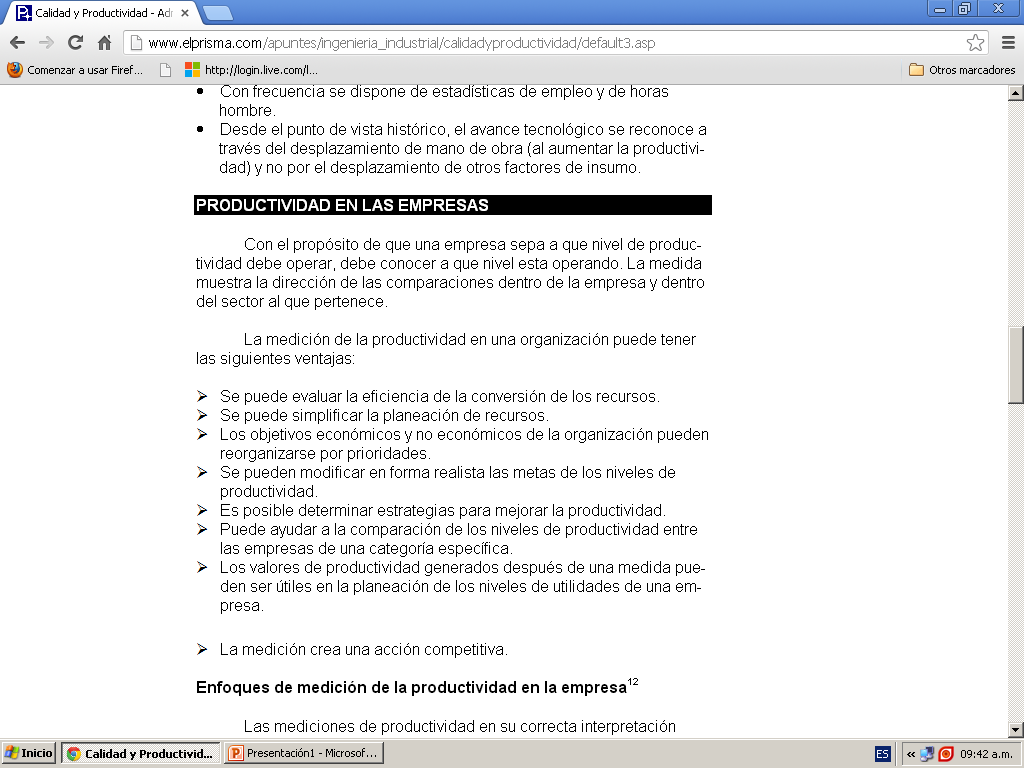 Calidad y Productividad - Adr
www.elprisma.com/apuntes/ingenieria_industrial/calidadyproductividad/default3.asp
Comenzar a usar Firef...
http://login.live.com/l...
Otros marcadores
Con frecuencia se dispone de estadísticas de empleo y de horas
hombre.
Desde el punto de vista histórico, el avance tecnológico se reconoce a
través del desplazamiento de mano de obra (al aumentar la productivi-
dad) y no por el desplazamiento de otros factores de insumo.
PRODUCTIVIDAD EN LAS EMPRESAS
Con el propósito de que una empresa sepa a que nivel de produc-
tividad debe operar, debe conocer a que nivel esta operando. La medida
muestra la dirección de las comparaciones dentro de la empresa y dentro
del sector al que pertenece.
La medición de la productividad en una organización puede tener
las siguientes ventajas:
Se puede evaluar la eficiencia de la conversión de los recursos.
Se puede simplificar la planeación de recursos.
Los objetivos económicos y no económicos de la organización pueden
reorganizarse por prioridades.
Se pueden modificar en forma realista las metas de los niveles de
productividad.
Es posible determinar estrategias para mejorar la productividad.
Puede ayudar a la comparación de los niveles de productividad entre
las empresas de una categoría específica.
Los valores de productividad generados después de una medida pue-
den ser útiles en la planeación de los niveles de utilidades de una em-
presa.
La medición crea una acción competitiva.
Enfoques de medición de la productividad en la empresa12
Las mediciones de productividad en su correcta interpretación
Inicio
Calidad y Productivid...
Presentación1 - Microsof...
ES
« 09:42 a.m.